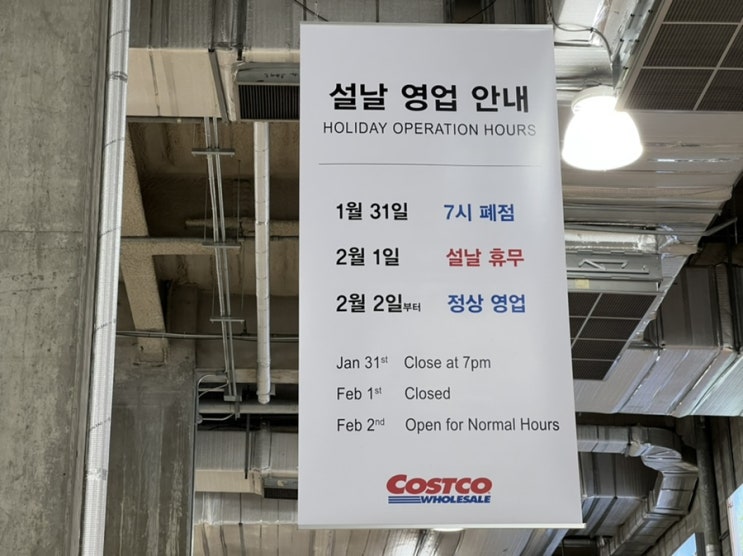 설날 영업 안내
HOLIDAY OPERATION HOURS
1월 31일 7시 폐점
2월 1일 설날 휴무
2월 2일부터 정상 영업
Jan 31st Close at 7pm
Feb 1st Closed
Feb 2nd Open for Normal Hours
COSTCO
WHOLESALE